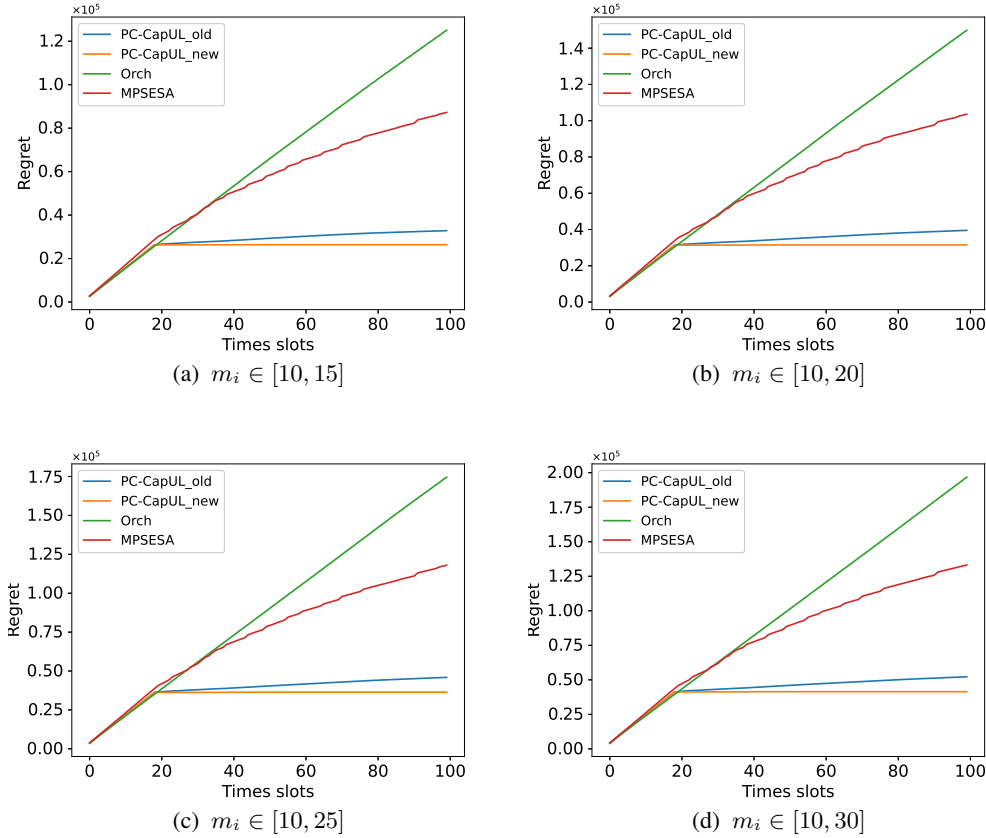 ×10⁵
PC-CapUL_old
PC-CapUL_new
Orch
MPSESA
1.2
1.0
0.8
0.6
0.4
0.2
0.0
Regret
0 20 40 60 80 100
Times slots
(a) m_i ∈ [10, 15]
×10⁵
PC-CapUL_old
PC-CapUL_new
Orch
MPSESA
1.4
1.2
1.0
0.8
0.6
0.4
0.2
0.0
Regret
0 20 40 60 80 100
Times slots
(b) m_i ∈ [10, 20]
×10⁵
PC-CapUL_old
PC-CapUL_new
Orch
MPSESA
1.75
1.50
1.25
1.00
0.75
0.50
0.25
0.00
Regret
0 20 40 60 80 100
Times slots
(c) m_i ∈ [10, 25]
×10⁵
PC-CapUL_old
PC-CapUL_new
Orch
MPSESA
2.00
1.75
1.50
1.25
1.00
0.75
0.50
0.25
0.00
Regret
0 20 40 60 80 100
Times slots
(d) m_i ∈ [10, 30]